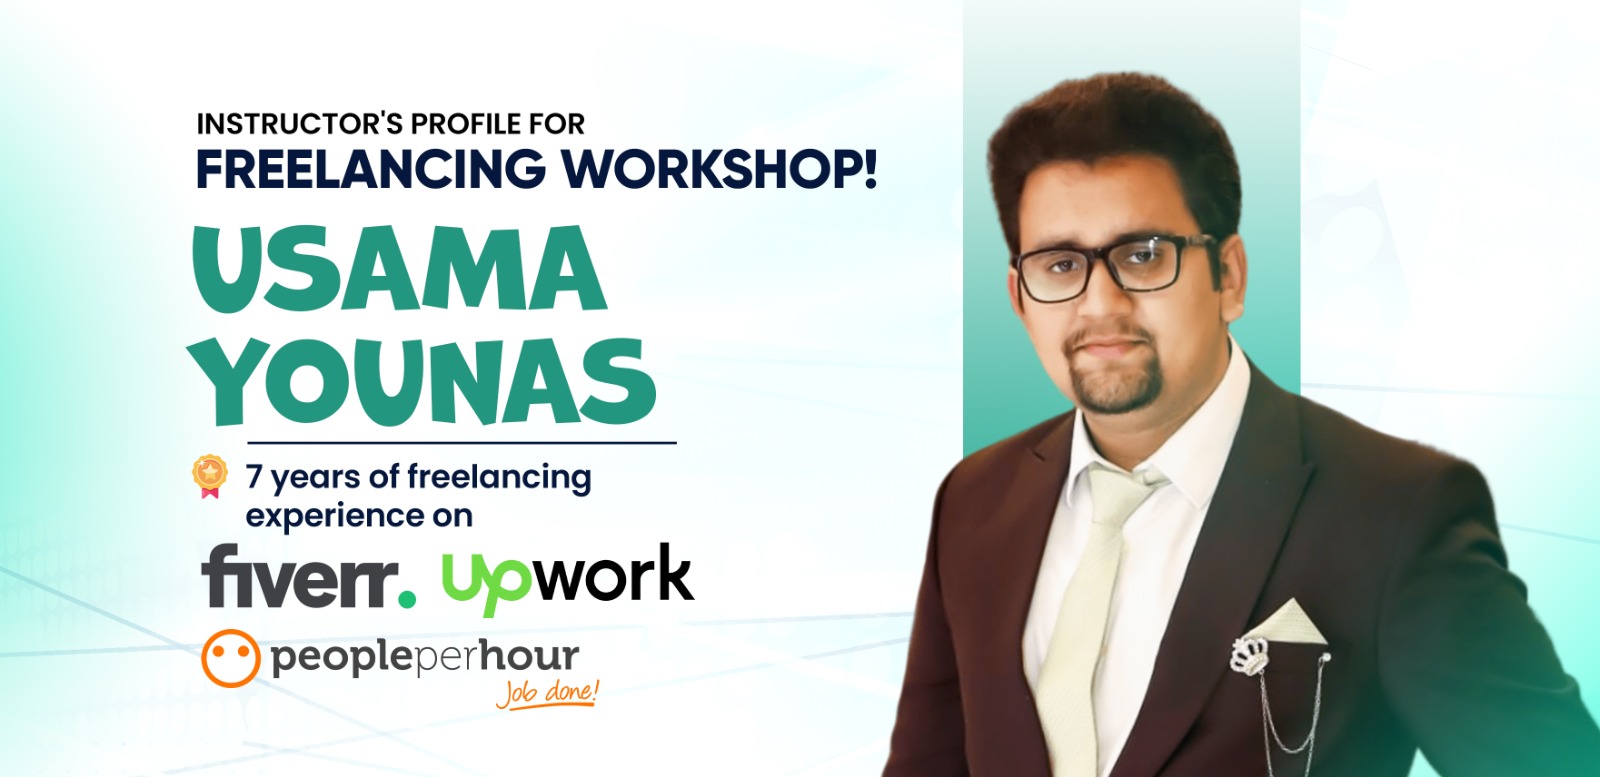 INSTRUCTOR'S PROFILE FOR
FREELANCING WORKSHOP!
USAMA
YOUNAS
7 years of freelancing
experience on
fiverr. upwork
peopleperhour
Job done!